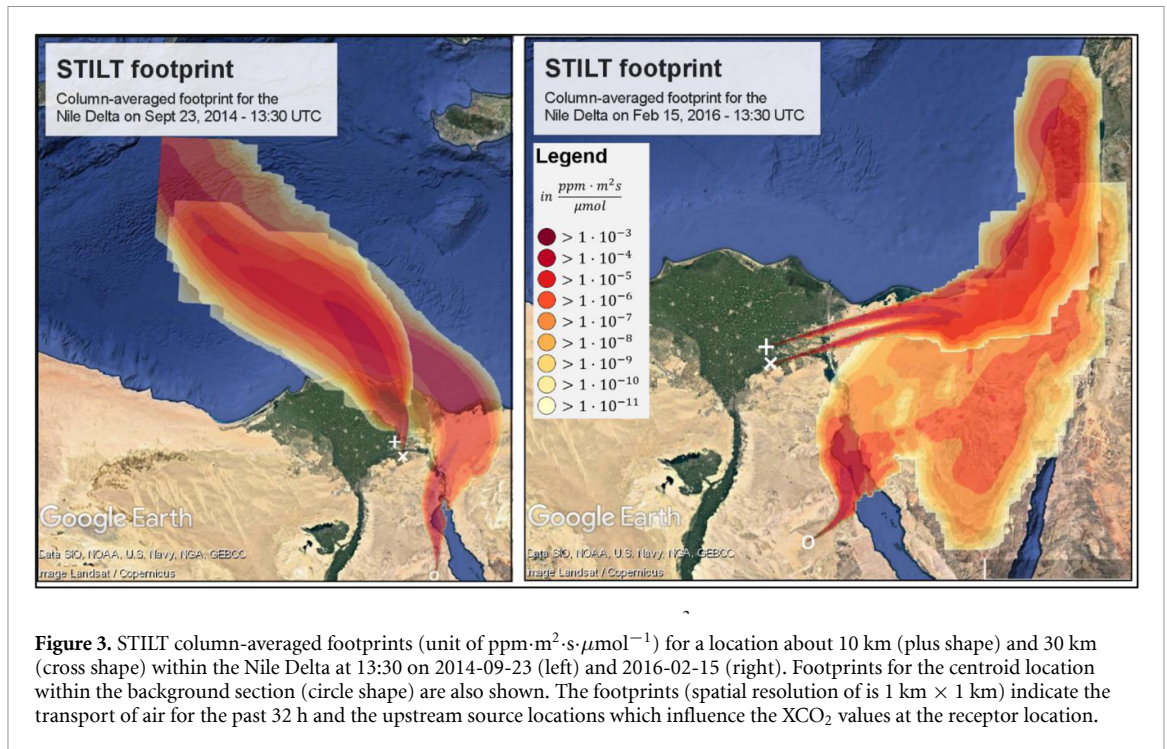 STILT footprint
Column-averaged footprint for the
Nile Delta on Sept 23, 2014 - 13:30 UTC
Google Earth
Data SIO, NOAA, U.S. Navy, NGA, GEBCC
mage Landsat / Copernicus
STILT footprint
Column-averaged footprint for the
Nile Delta on Feb 15, 2016 - 13:30 UTC
Legend
in ppm · m²s / μmol
> 1 · 10⁻³
> 1 · 10⁻⁴
> 1 · 10⁻⁵
> 1 · 10⁻⁶
> 1 · 10⁻⁷
> 1 · 10⁻⁸
> 1 · 10⁻⁹
> 1 · 10⁻¹⁰
> 1 · 10⁻¹¹
Google Earth
Data SIO, NOAA, U.S. Navy, NGA, GEBCC
mage Landsat / Copernicus
Figure 3. STILT column-averaged footprints (unit of ppm·m²·s·μmol⁻¹) for a location about 10 km (plus shape) and 30 km
(cross shape) within the Nile Delta at 13:30 on 2014-09-23 (left) and 2016-02-15 (right). Footprints for the centroid location
within the background section (circle shape) are also shown. The footprints (spatial resolution of is 1 km × 1 km) indicate the
transport of air for the past 32 h and the upstream source locations which influence the XCO₂ values at the receptor location.